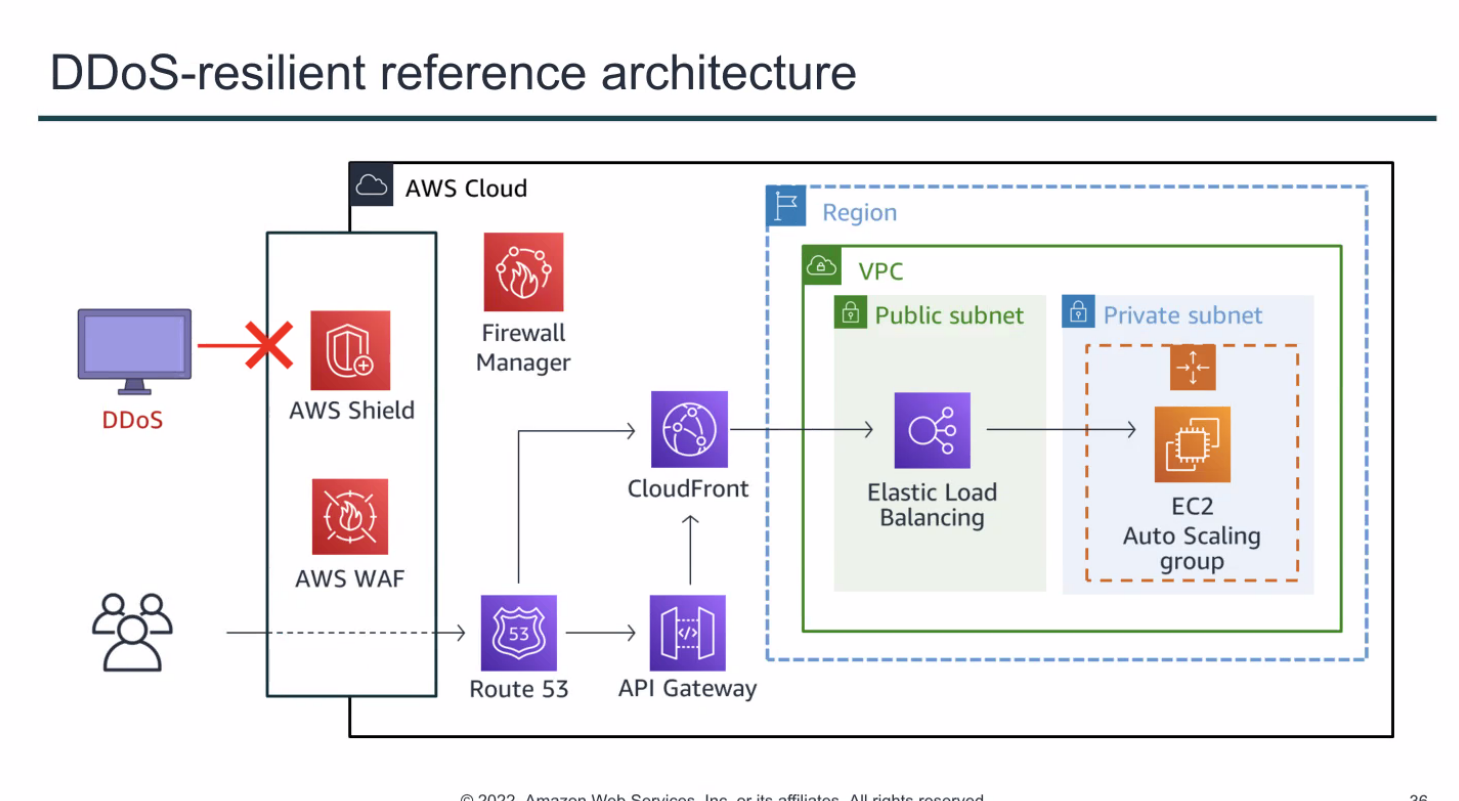 DDoS-resilient reference architecture
AWS Cloud
Region
VPC
Public subnet
Private subnet
Firewall
Manager
DDoS
AWS Shield
AWS WAF
CloudFront
Elastic Load
Balancing
EC2
Auto Scaling
group
53
Route 53
</>
API Gateway
© 2022, Amazon Web Services, Inc. or its affiliates. All rights reserved.
36